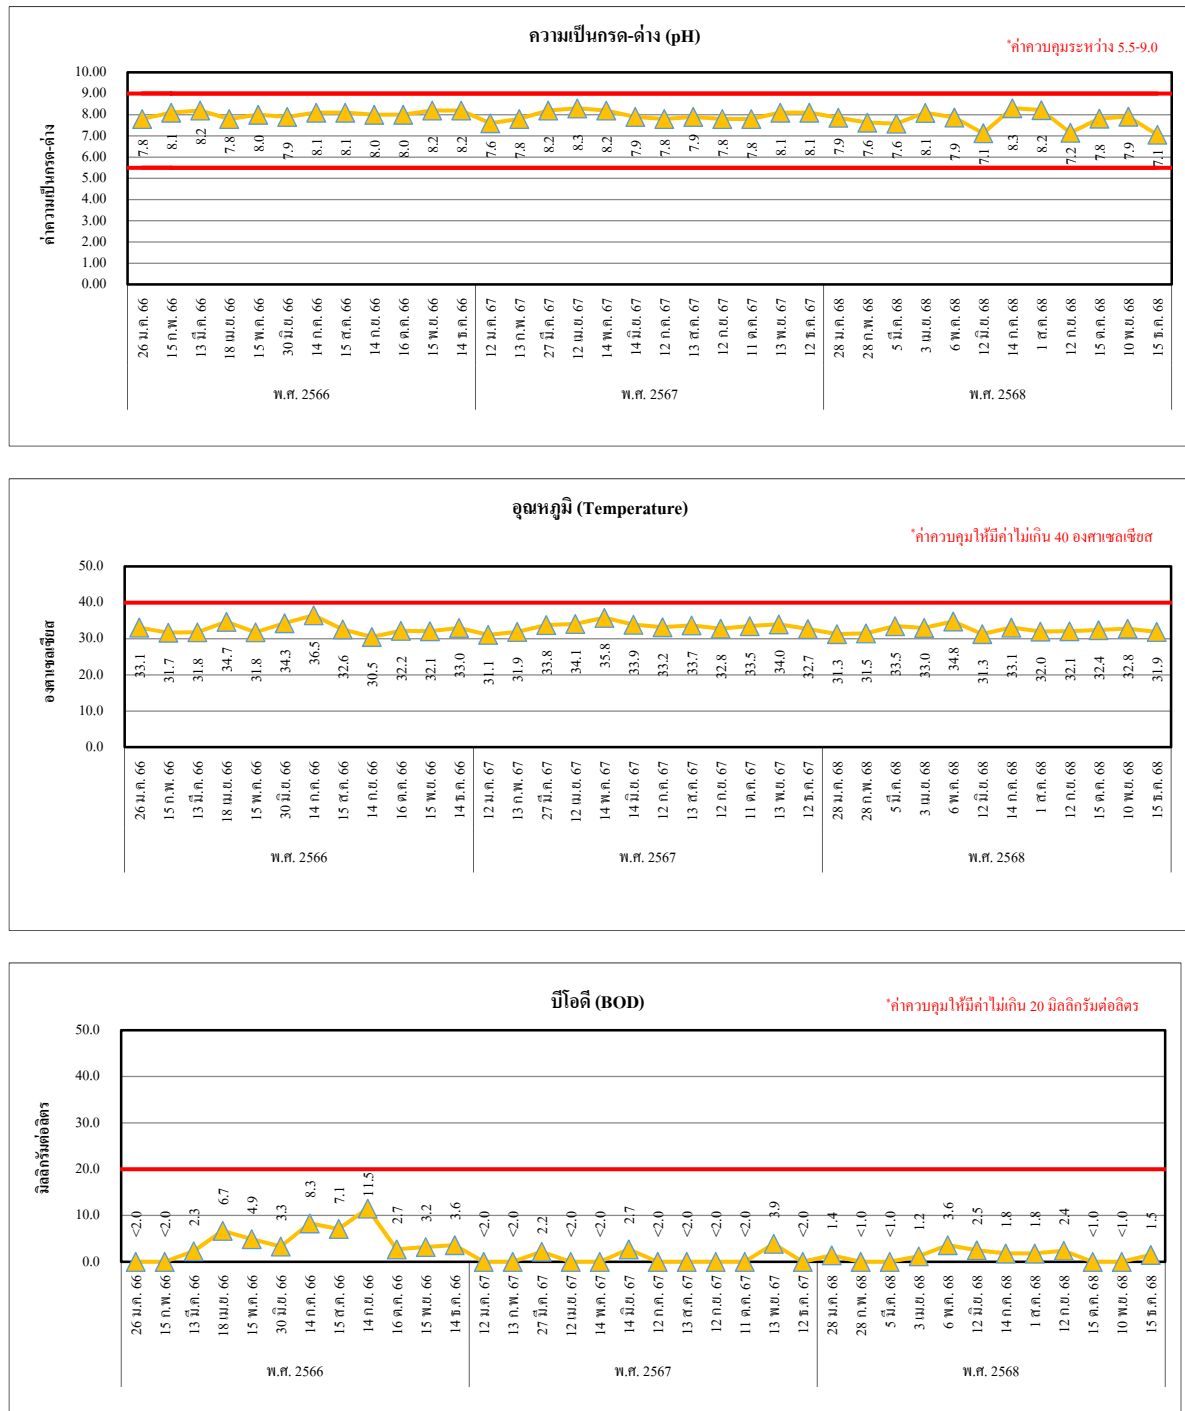 ความเป็นกรด-ด่าง (pH)
*ค่าควบคุมระหว่าง 5.5-9.0
ค่าความเป็นกรด-ด่าง
10.00
9.00
8.00
7.00
6.00
5.00
4.00
3.00
2.00
1.00
0.00
7.8 8.1 8.2 7.8 8.0 7.9 8.1 8.1 8.0 8.0 8.2 8.2 7.6 7.8 8.2 8.3 8.2 7.9 7.8 7.9 7.8 7.8 8.1 8.1 7.9 7.6 7.6 8.1 7.9 7.1 8.3 8.2 7.2 7.8 7.9 7.1
26 ม.ค. 66 15 ก.พ. 66 13 มี.ค. 66 18 เม.ย. 66 15 พ.ค. 66 30 มิ.ย. 66 14 ก.ค. 66 15 ส.ค. 66 14 ก.ย. 66 16 ต.ค. 66 15 พ.ย. 66 14 ธ.ค. 66 12 ม.ค. 67 13 ก.พ. 67 27 มี.ค. 67 12 เม.ย. 67 14 พ.ค. 67 14 มิ.ย. 67 12 ก.ค. 67 13 ส.ค. 67 12 ก.ย. 67 11 ต.ค. 67 13 พ.ย. 67 12 ธ.ค. 67 28 ม.ค. 68 28 ก.พ. 68 5 มี.ค. 68 3 เม.ย. 68 6 พ.ค. 68 12 มิ.ย. 68 14 ก.ค. 68 1 ส.ค. 68 12 ก.ย. 68 15 ต.ค. 68 10 พ.ย. 68 15 ธ.ค. 68
พ.ศ. 2566 พ.ศ. 2567 พ.ศ. 2568
อุณหภูมิ (Temperature)
*ค่าควบคุมให้มีค่าไม่เกิน 40 องศาเซลเซียส
องศาเซลเซียส
50.0
40.0
30.0
20.0
10.0
0.0
33.1 31.7 31.8 34.7 31.8 34.3 36.5 32.6 30.5 32.2 32.1 33.0 31.1 31.9 33.8 34.1 35.8 33.9 33.2 33.7 32.8 33.5 34.0 32.7 31.3 31.5 33.5 33.0 34.8 31.3 33.1 32.0 32.1 32.4 32.8 31.9
26 ม.ค. 66 15 ก.พ. 66 13 มี.ค. 66 18 เม.ย. 66 15 พ.ค. 66 30 มิ.ย. 66 14 ก.ค. 66 15 ส.ค. 66 14 ก.ย. 66 16 ต.ค. 66 15 พ.ย. 66 14 ธ.ค. 66 12 ม.ค. 67 13 ก.พ. 67 27 มี.ค. 67 12 เม.ย. 67 14 พ.ค. 67 14 มิ.ย. 67 12 ก.ค. 67 13 ส.ค. 67 12 ก.ย. 67 11 ต.ค. 67 13 พ.ย. 67 12 ธ.ค. 67 28 ม.ค. 68 28 ก.พ. 68 5 มี.ค. 68 3 เม.ย. 68 6 พ.ค. 68 12 มิ.ย. 68 14 ก.ค. 68 1 ส.ค. 68 12 ก.ย. 68 15 ต.ค. 68 10 พ.ย. 68 15 ธ.ค. 68
พ.ศ. 2566 พ.ศ. 2567 พ.ศ. 2568
บีโอดี (BOD)
*ค่าควบคุมให้มีค่าไม่เกิน 20 มิลลิกรัมต่อลิตร
มิลลิกรัมต่อลิตร
50.0
40.0
30.0
20.0
10.0
0.0
<2.0 <2.0 2.3 6.7 4.9 3.3 8.3 7.1 11.5 2.7 3.2 3.6 <2.0 <2.0 2.2 <2.0 <2.0 2.7 <2.0 <2.0 <2.0 <2.0 3.9 <2.0 1.4 <1.0 <1.0 1.2 3.6 2.5 1.8 1.8 2.4 <1.0 <1.0 1.5
26 ม.ค. 66 15 ก.พ. 66 13 มี.ค. 66 18 เม.ย. 66 15 พ.ค. 66 30 มิ.ย. 66 14 ก.ค. 66 15 ส.ค. 66 14 ก.ย. 66 16 ต.ค. 66 15 พ.ย. 66 14 ธ.ค. 66 12 ม.ค. 67 13 ก.พ. 67 27 มี.ค. 67 12 เม.ย. 67 14 พ.ค. 67 14 มิ.ย. 67 12 ก.ค. 67 13 ส.ค. 67 12 ก.ย. 67 11 ต.ค. 67 13 พ.ย. 67 12 ธ.ค. 67 28 ม.ค. 68 28 ก.พ. 68 5 มี.ค. 68 3 เม.ย. 68 6 พ.ค. 68 12 มิ.ย. 68 14 ก.ค. 68 1 ส.ค. 68 12 ก.ย. 68 15 ต.ค. 68 10 พ.ย. 68 15 ธ.ค. 68
พ.ศ. 2566 พ.ศ. 2567 พ.ศ. 2568